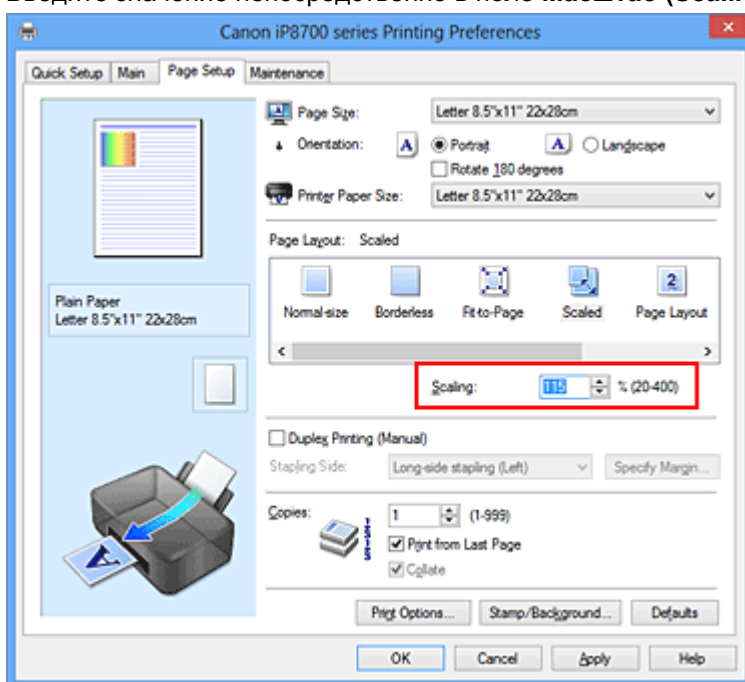 Canon iP8700 series Printing Preferences
Quick Setup Main Page Setup Maintenance
Page Size: Letter 8.5"x11" 22x28cm
Orientation: A Portrait A Landscape
Rotate 180 degrees
Printer Paper Size: Letter 8.5"x11" 22x28cm
Page Layout: Scaled
2
Normal-size Borderless Fit-to-Page Scaled Page Layout
Plain Paper
Letter 8.5"x11" 22x28cm
Scaling: 115 % (20-400)
Duplex Printing (Manual)
Stapling Side: Long-side stapling (Left) Specify Margin...
Copies: 1 (1-999)
Print from Last Page
Collate
A
Print Options... Stamp/Background... Defaults
OK Cancel Apply Help